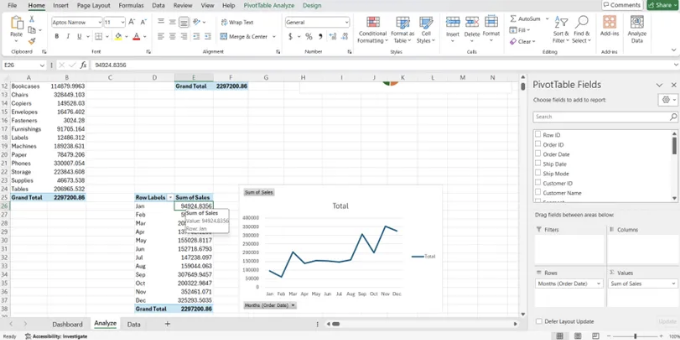 File Home Insert Page Layout Formulas Data Review View Help PivotTable Analyze Design Comments Share
Paste Aptos Narrow 11 Wrap Text General Conditional Formatting Format as Table Cell Styles Insert Delete Format AutoSum Fill Clear Sort & Filter Find & Select Add-ins Analyze Data
B I U Merge & Center $ %
Clipboard Font Alignment Number Styles Cells Editing Add-ins
E26 94924.8356
A B C D E F G H I J K L M N
12 Bookcases 114879.9963 Grand Total 2297200.86
13 Chairs 328449.103
14 Copiers 149528.03
15 Envelopes 16476.402
16 Fasteners 3024.28
17 Furnishings 91705.164
18 Labels 12486.312
19 Machines 189238.631
20 Paper 78479.206
21 Phones 330007.054
22 Storage 223843.608
23 Supplies 46673.538
24 Tables 206965.532
25 Grand Total 2297200.86 Row Labels Sum of Sales
26 Jan 94924.8356
27 Feb
28 Mar
29 Apr
30 May 155028.8117
31 Jun 152718.6793
32 Jul 147238.097
33 Aug 159044.063
34 Sep 307649.9457
35 Oct 200322.9847
36 Nov 352461.071
37 Dec 325293.5035
38 Grand Total 2297200.86
Sum of Sales
Value: 94924.8356
Row: Jan
Sum of Sales
Total
400000
350000
300000
250000
200000
150000
100000
50000
0
Jan Feb Mar Apr May Jun Jul Aug Sep Oct Nov Dec
Total
Months (Order Date)
PivotTable Fields
Choose fields to add to report:
Search
Row ID
Order ID
Order Date
Ship Date
Ship Mode
Customer ID
Customer Name
Drag fields between areas below:
Filters Columns
Rows Values
Months (Order Date) Sum of Sales
Defer Layout Update Update
Dashboard Analyze Data
Ready Accessibility: Investigate 100%